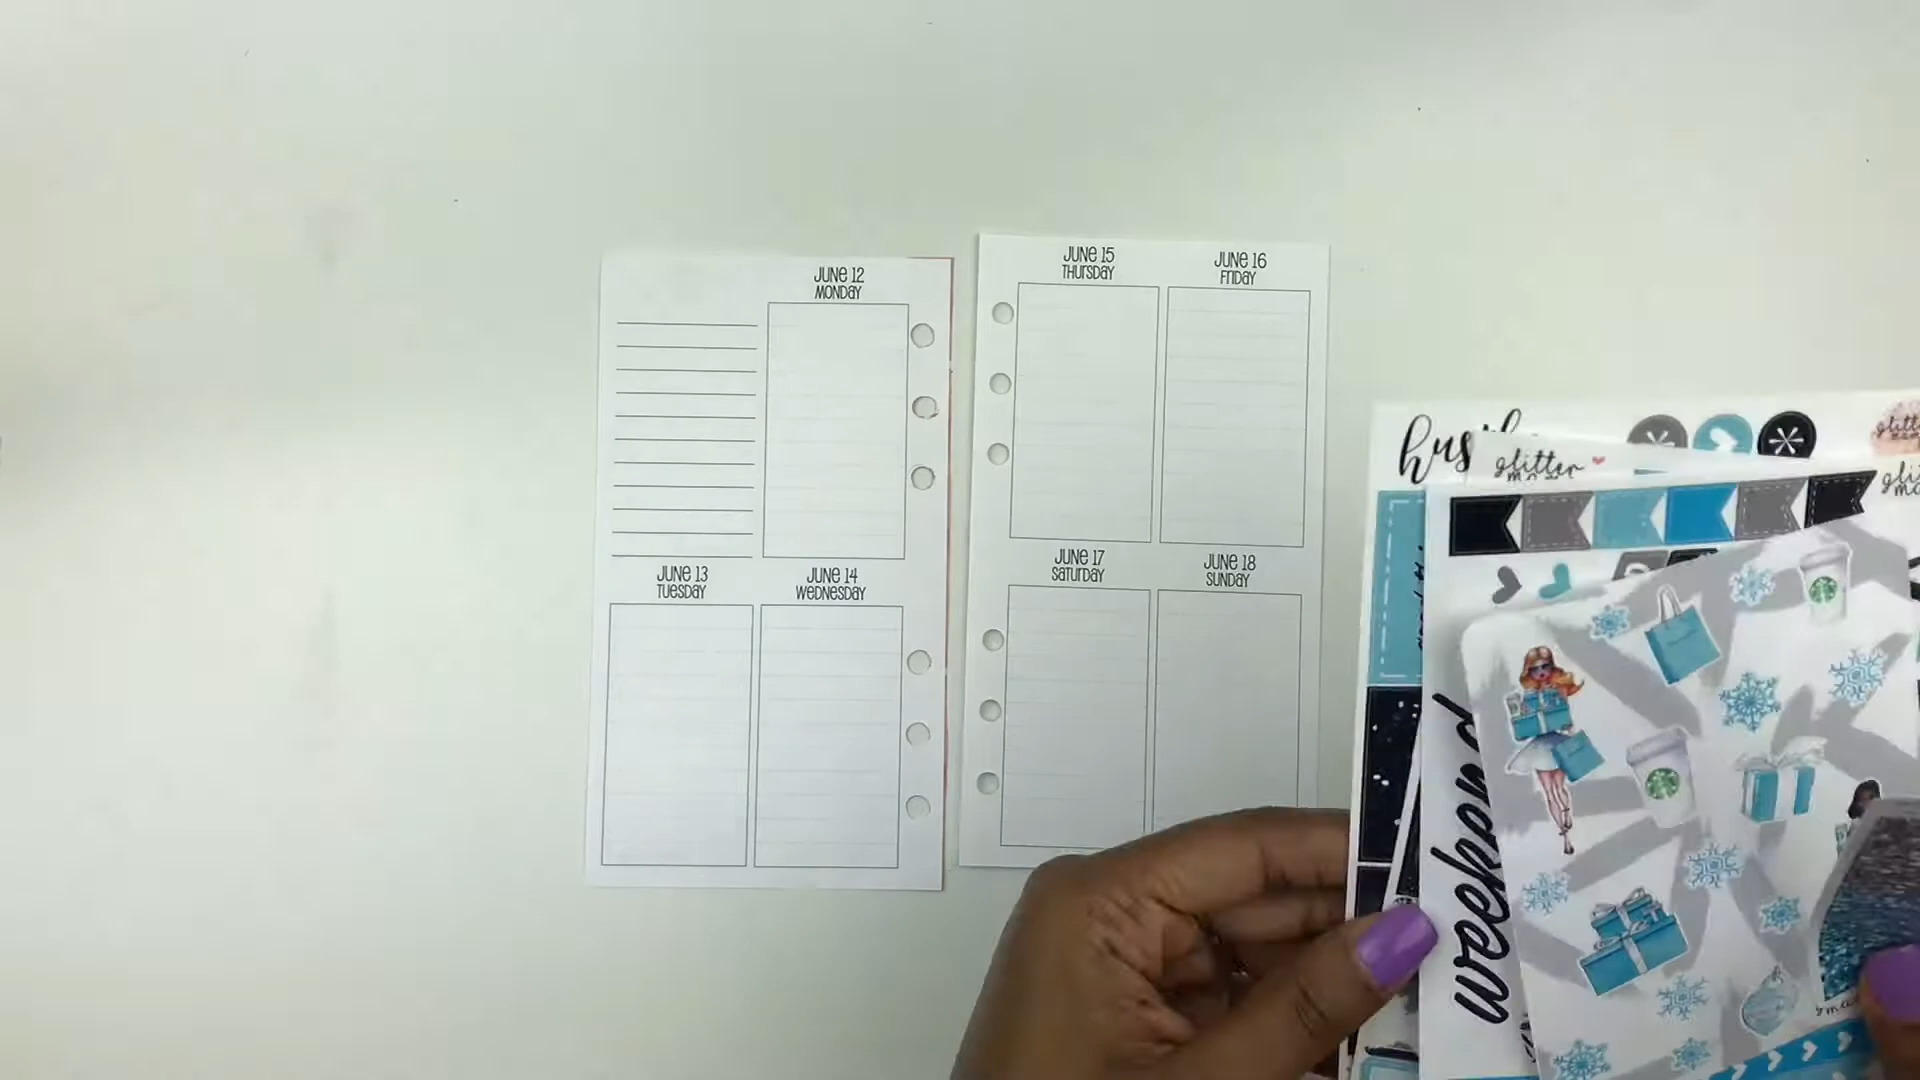 JUNE 12
MONDAY
JUNE 13
TUESDAY
JUNE 14
WEDNESDAY
JUNE 15
THURSDAY
JUNE 16
FRIDAY
JUNE 17
SATURDAY
JUNE 18
SUNDAY
glitter
weekend